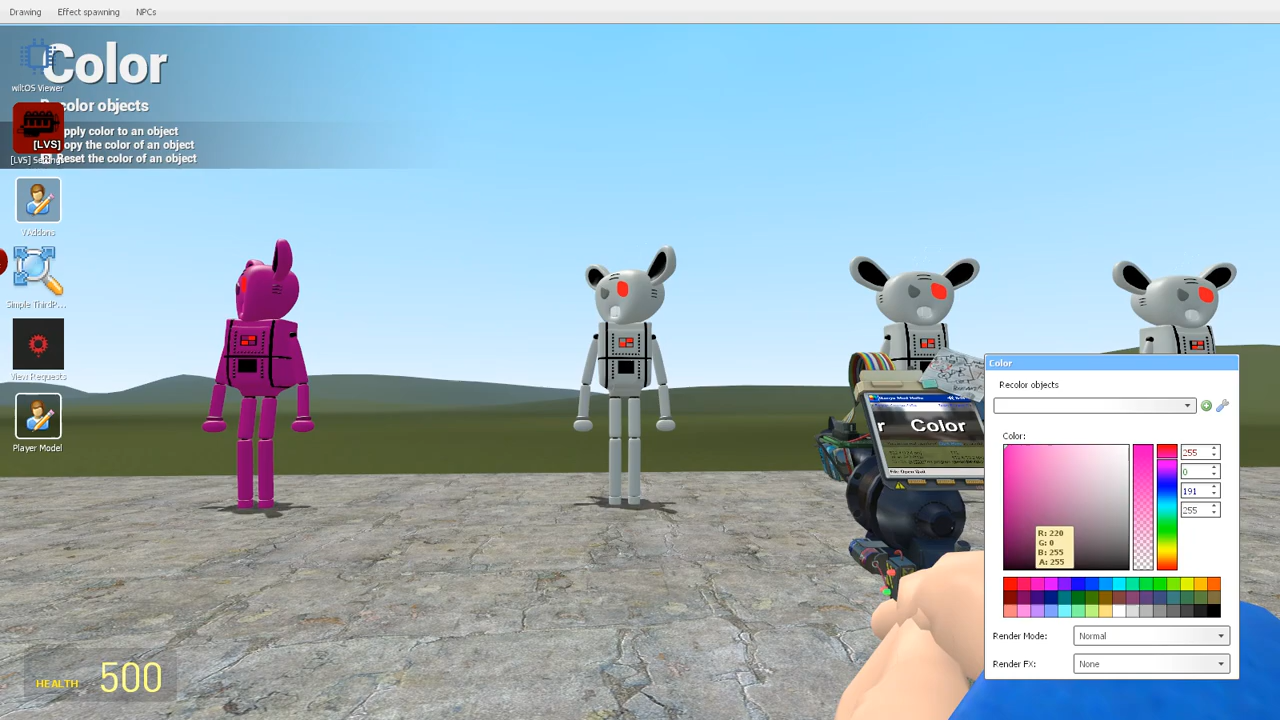 Drawing
Effect spawning
NPCs
Color
Recolor objects
pply color to an object
opy the color of an object
Reset the color of an object
wiltOS Viewer
[LVS]
[LVS] Settings
VAddons
Simple ThirdP...
View Requests
Player Model
r Color
Color
Recolor objects
Color:
255
0
191
255
R: 220
G: 0
B: 255
A: 255
Render Mode:
Normal
Render FX:
None
HEALTH: 500